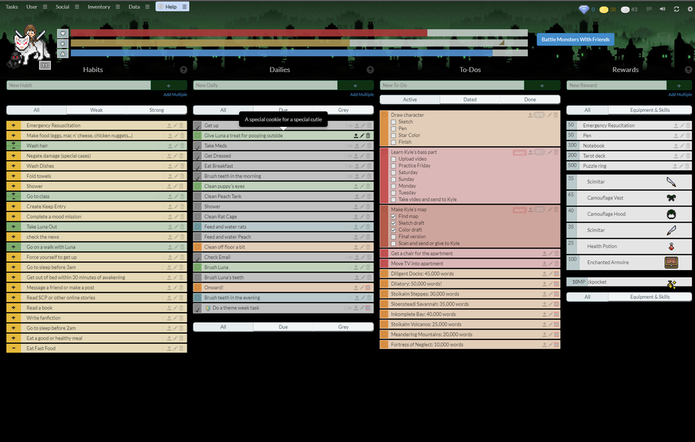 Tasks User Social Inventory Data Help
Battle Monsters With Friends
Habits
Dailies
To-Dos
Rewards
New Habit
Add Multiple
All Weak Strong
Emergency Resuscitation
Make food (eggs, mac n' cheese, chicken nuggets...)
Wash hair
Negate damage (special cases)
Wash Dishes
Fold towels
Shower
Go to class
Create Keep Entry
Complete a mood mission
Take Luna Out
check the news
Go on a walk with Luna
Force yourself to get up
Go to sleep before 2am
Get out of bed within 30 minutes of awakening
Message a friend or make a post
Read SCP or other online stories
Read a book
Write fanfiction
Go to sleep before 2am
Eat a good or healthy meal
Eat Fast Food
New Daily
Add Multiple
All Due Grey
A special cookie for a special cutie
Get up
Give Luna a treat for pooping outside
Take Meds
Get Dressed
Eat Breakfast
Brush teeth in the morning
Clean puppy's eyes
Clean Peach Tank
Shower
Clean Rat Cage
Feed and water rats
Feed and water Peach
Clean off floor a bit
Check Email
Brush Luna
Brush Luna's teeth
Onward!
Brush teeth in the evening
Do a theme week task
All Due Grey
New To-Do
Add Multiple
Active Dated Done
Draw character
Sketch
Pen
Star Color
Finish
Learn Kyle's bass part
Upload video
Practice Friday
Saturday
Sunday
Monday
Tuesday
Take video and send to Kyle
Make Kyle's map
Find map
Sketch draft
Color draft
Final version
Scan and send or give to Kyle
Get a chair for the apartment
Move TV into apartment
Diligent Docks: 45,000 words
Dilatory: 50,000!
Stoïkalm Steppes: 30,000 words
Sloensteadi Savannah: 35,000 words
Inkomplete Bay: 40,000 words
Stoïkalm Volcanos: 25,000 words
Meandering Mountains: 20,000 words
Fortress of Neglect: 10,000 words
New Reward
Add Multiple
All Equipment & Skills
50 Emergency Resuscitation
50 Pen
100 Notebook
200 Tarot deck
500 Puzzle ring
Scimitar
Camouflage Vest
Camouflage Hood
Scimitar
25 Health Potion
100 Enchanted Armoire
10MP Pickpocket
All Equipment & Skills